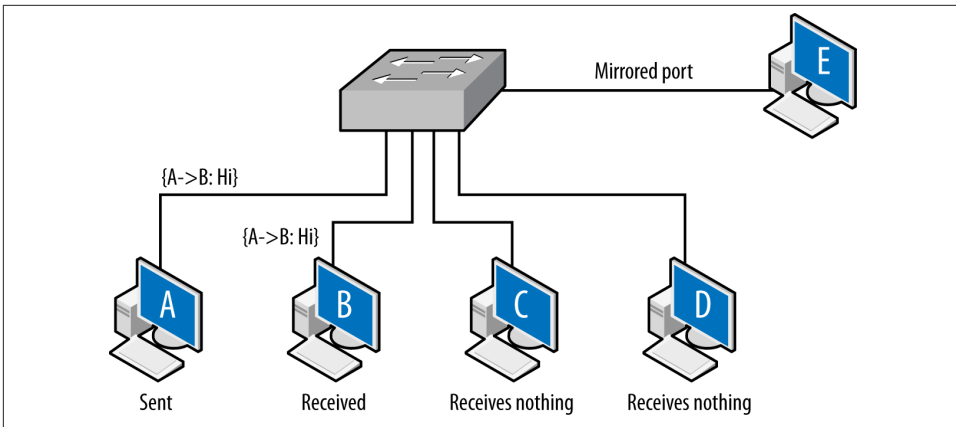 E
Mirrored port
{A->B: Hi}
{A->B: Hi}
A
B
C
D
Sent
Received
Receives nothing
Receives nothing